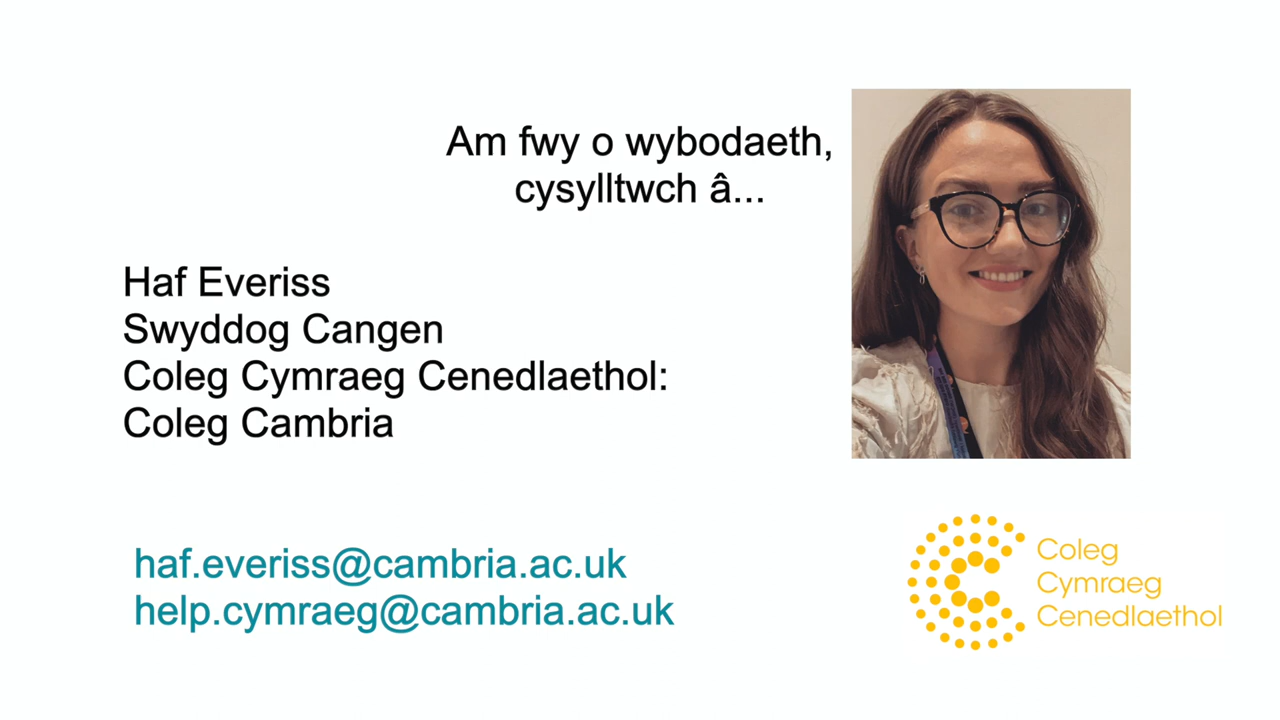 Am fwy o wybodaeth,
cysylltwch â...
Haf Everiss
Swyddog Cangen
Coleg Cymraeg Cenedlaethol:
Coleg Cambria
haf.everiss@cambria.ac.uk
help.cymraeg@cambria.ac.uk
Coleg
Cymraeg
Cenedlaethol